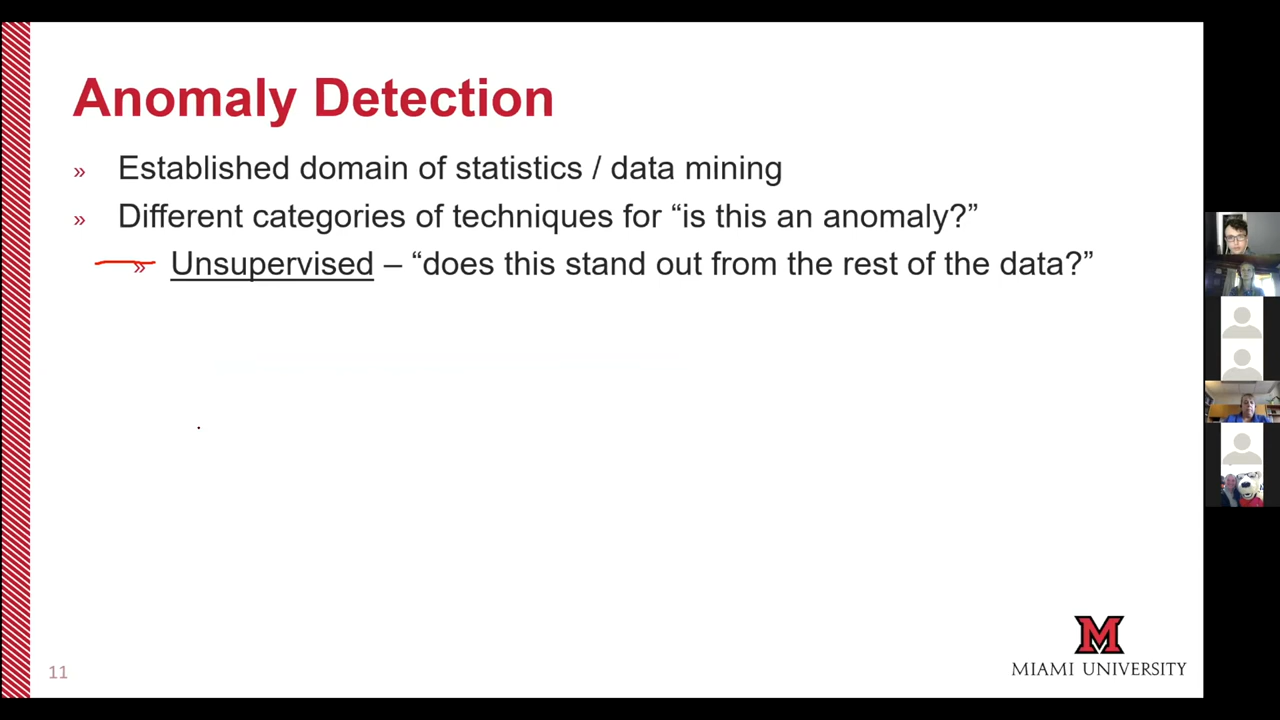 Anomaly Detection
» Established domain of statistics / data mining
» Different categories of techniques for “is this an anomaly?”
» Unsupervised – “does this stand out from the rest of the data?”
11
M
MIAMI UNIVERSITY